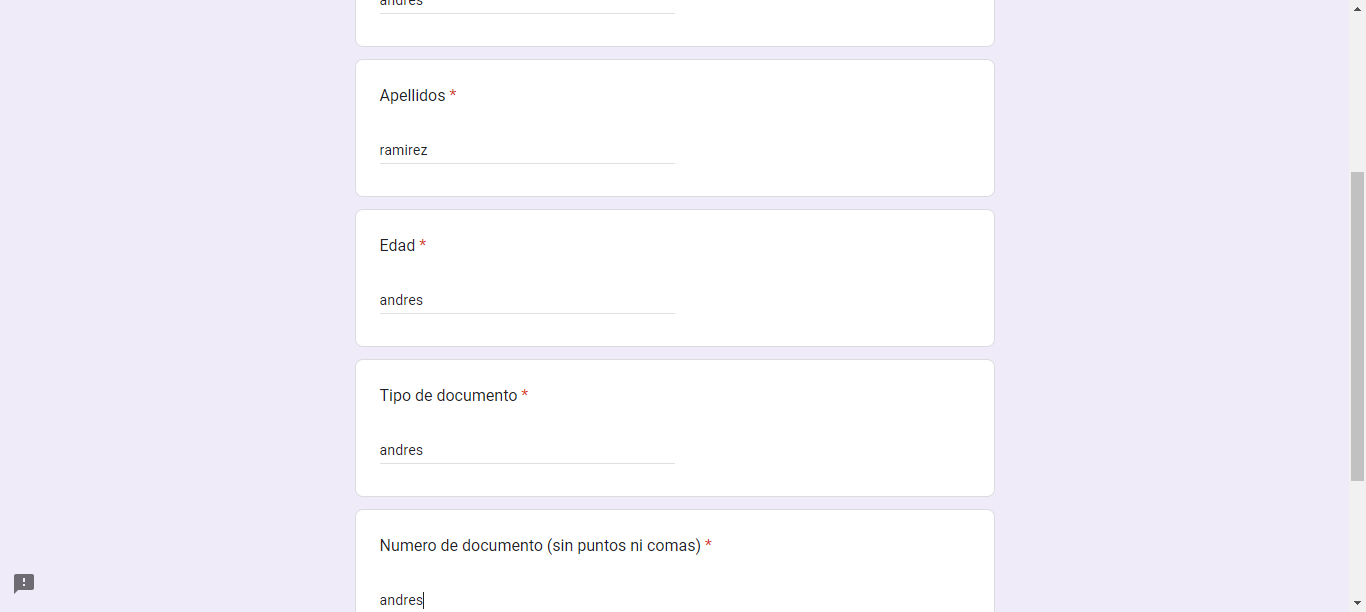 andres
Apellidos *
ramirez
Edad *
andres
Tipo de documento *
andres
Numero de documento (sin puntos ni comas) *
andres